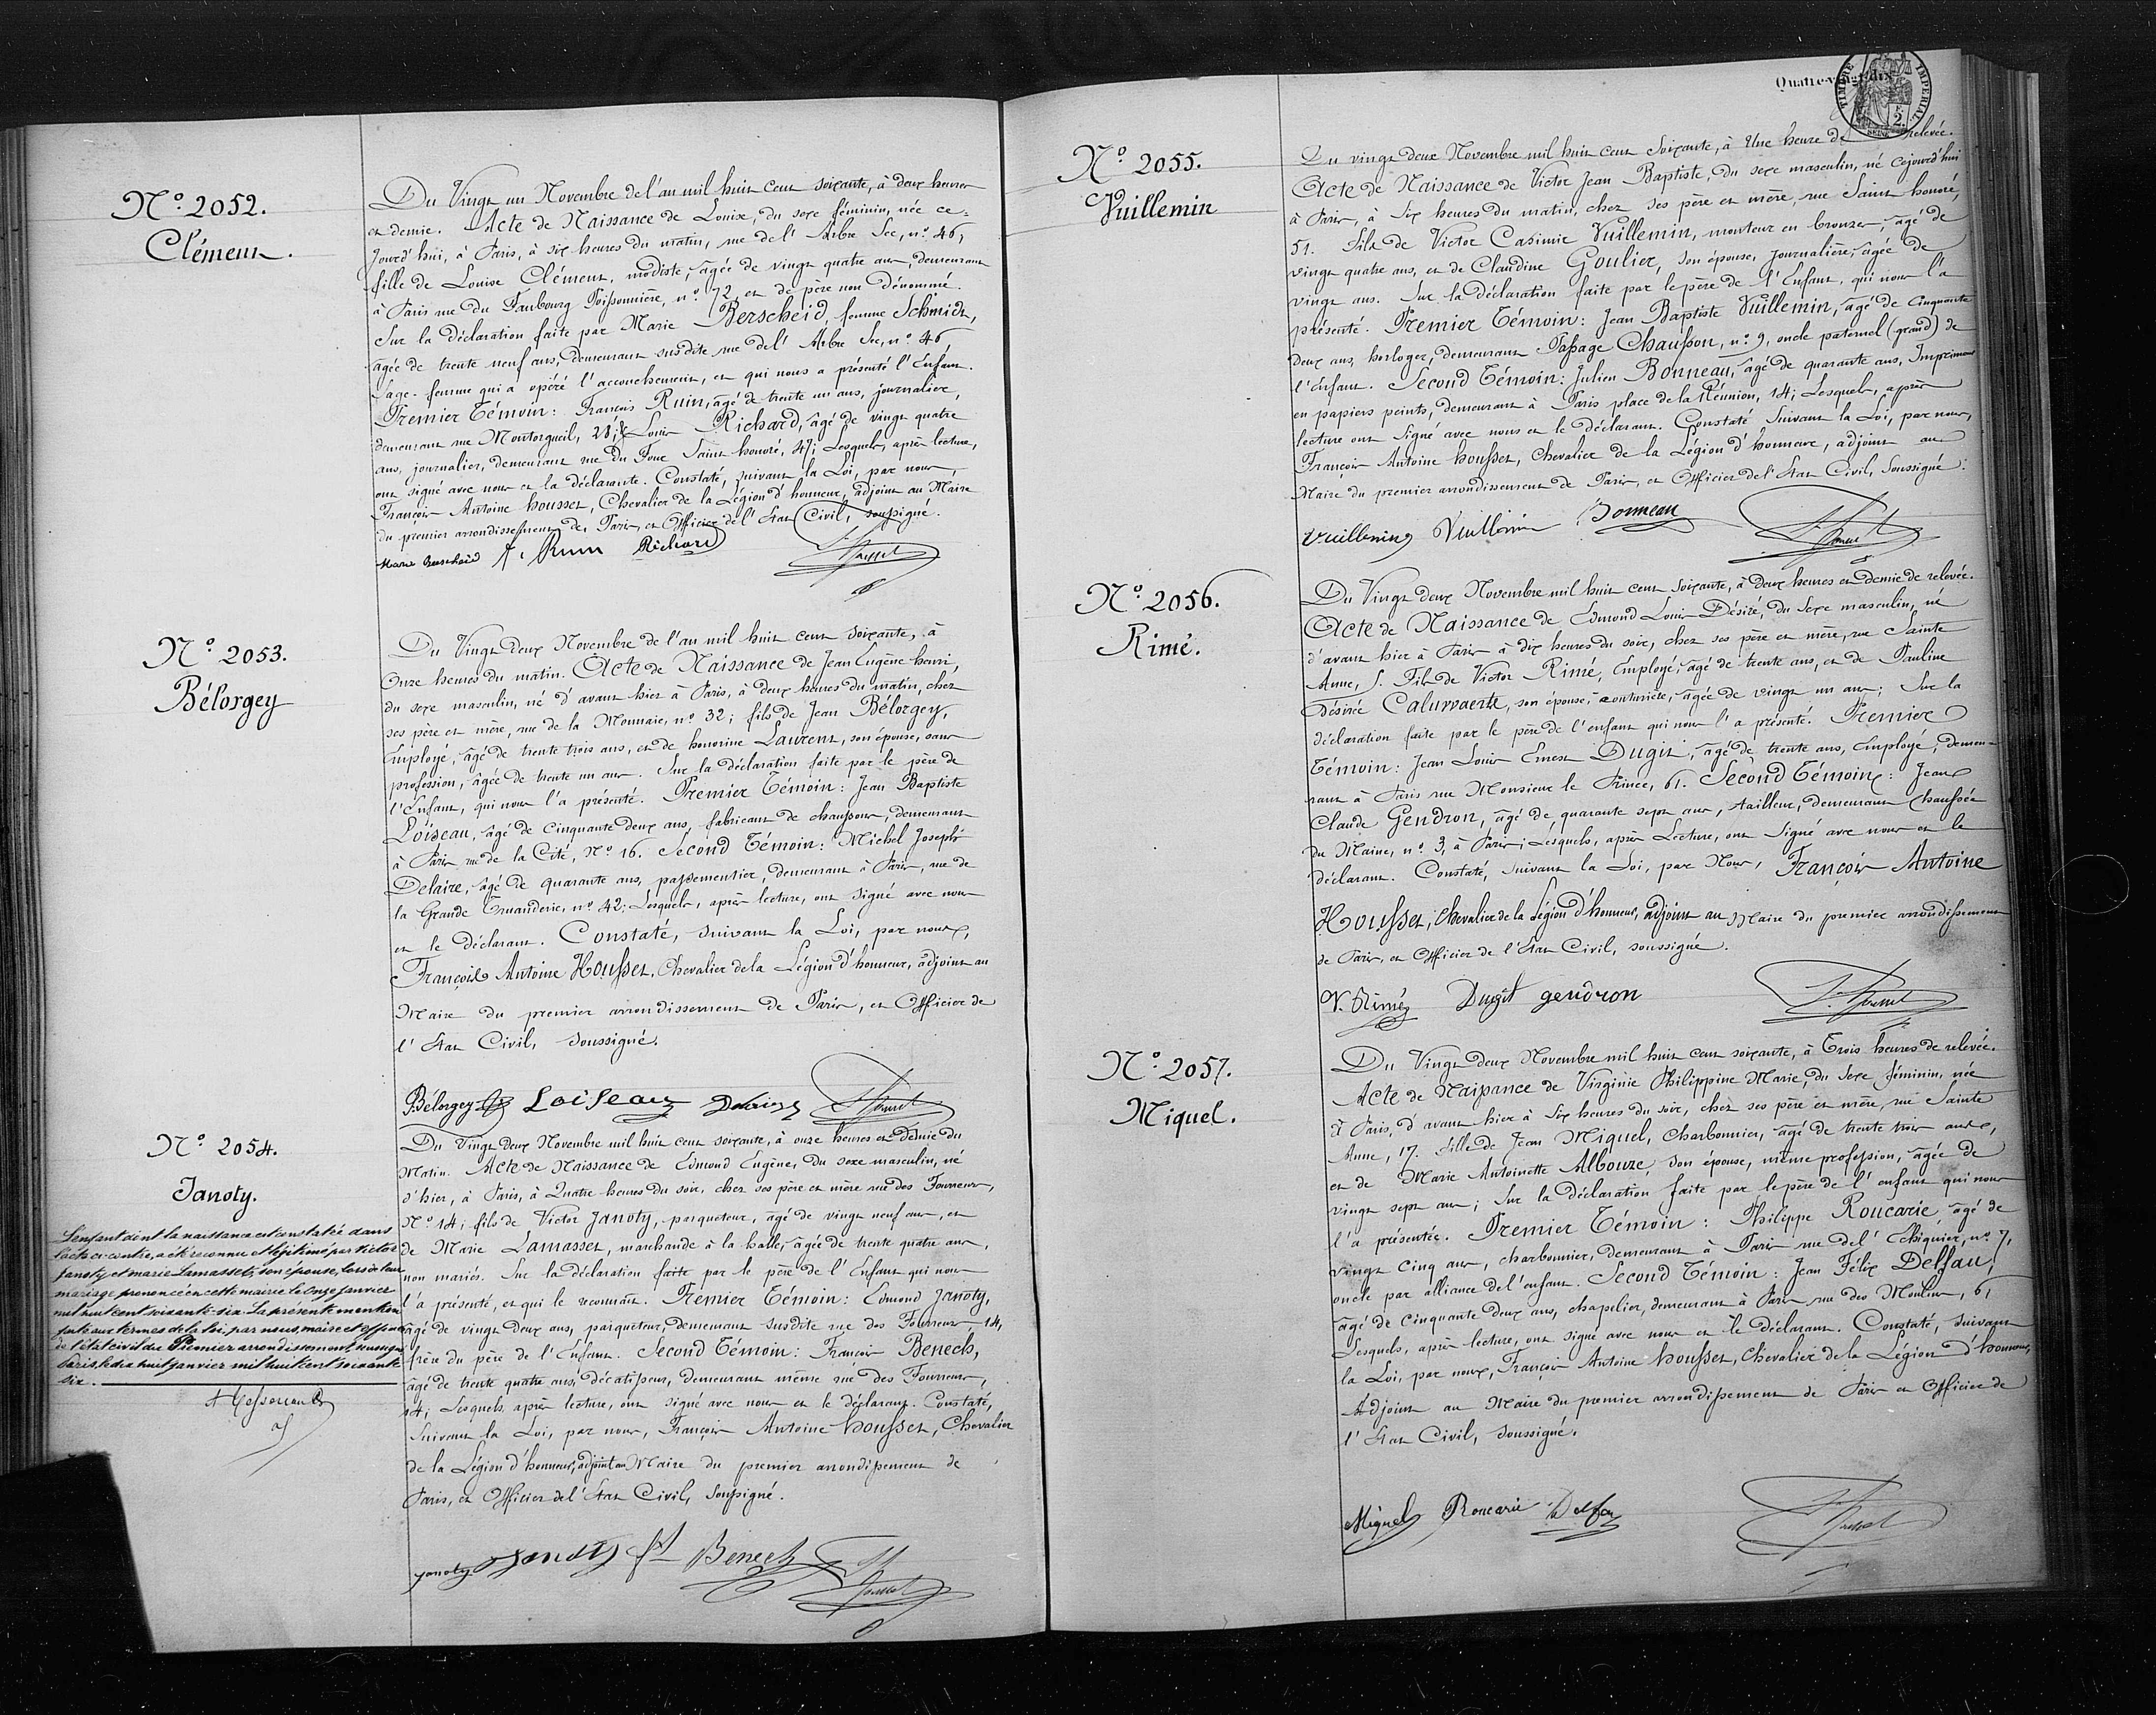 N.º 2052.
Clément.
Du Vingt un Novembre de l'an mil huit cent soixante, à deux heures
et demie. Acte de Naissance de Louise, du sexe féminin, née ce-
jourd'hui, à Paris, à six heures du matin, rue de l'Arbre Sec, nº 46,
fille de Louise Clément, modiste, âgée de vingt quatre ans, demeurant
à Paris rue du Faubourg Poissonnière, nº 72, et de père non dénommé.
Sur la déclaration faite par Marie Berscheid, femme Schmidt,
âgée de trente neuf ans, demeurant susdite rue de l'Arbre Sec, nº 46,
Sage-femme qui a opéré l'accouchement, et qui nous a présenté l'Enfant.
Premier Témoin: François Ruin, âgé de trente un ans, journalier,
demeurant rue Montorgueil, 28; Louis Richard, âgé de vingt quatre
ans, journalier, demeurant rue du Four Saint honoré, 47; Lesquels, après lecture,
ont signé avec nous et la déclarante. Constaté, suivant la Loi, par nous,
François Antoine housset, Chevalier de la Légion d'honneur, adjoint au Maire
du premier arrondissement de Paris, et Officier de l'Etat Civil, soussigné.
Marie Berscheid F. Ruin Richard F. Housset
N.º 2053.
Bélorgey
Du Vingt deux Novembre de l'an mil huit cent soixante, à
Onze heures du matin. Acte de Naissance de Jean Eugène henri,
du sexe masculin, né d'avant hier à Paris, à deux heures du matin, chez
ses père et mère, rue de la Monnaie, nº 32; fils de Jean Bélorgey,
Employé, âgé de trente trois ans, et de honorine Laurent, son épouse, sans
profession, âgée de trente un ans. Sur la déclaration faite par le père de
l'Enfant, qui nous l'a présenté. Premier Témoin: Jean Baptiste
Loiseau, âgé de cinquante deux ans, fabricant de chaussons, demeurant
à Paris rue de la Cité, Nº 16. Second Témoin: Michel Joseph
Delaire, âgé de quarante ans, passementier, demeurant à Paris, rue de
la Grande Truanderie, nº 42; Lesquels, après lecture, ont signé avec nous
et le déclarant. Constaté, suivant la Loi, par nous,
François Antoine Housset, Chevalier de la Légion d'honneur, adjoint au
Maire du premier arrondissement de Paris, et Officier de
l'Etat Civil, soussigné.
Bélorgey Loiseau Delaire F. Housset
N.º 2054.
Janoty.
L'enfant dont la naissance est constatée dans
l'acte ci-contre, a été reconnu et légitimé par Victor
Janoty et Marie Lamasset, son épouse, lors de leur
mariage prononcé en cette mairie le onze janvier
mil huit cent soixante-six. La présente mention
faite aux termes de la loi, par nous, maire et officier
de l'état civil du Premier arrondissement, soussigné
Paris, le dix huit janvier mil huit cent soixante
six.
Du Vingt deux Novembre mil huit cent soixante, à onze heures et demie du
Matin. Acte de Naissance de Edmond Eugène, du sexe masculin, né
d'hier, à Paris, à Quatre heures du soir, chez ses père et mère rue des Fourreurs,
Nº 14; fils de Victor Janoty, parqueteur, âgé de vingt neuf ans, et
de Marie Lamasset, marchande à la halle, âgée de trente quatre ans,
non mariés. Sur la déclaration faite par le père de l'Enfant qui nous
l'a présenté, et qui le reconnaît. Premier Témoin: Edmond Janoty,
âgé de vingt deux ans, parqueteur, demeurant susdite rue des Fourreurs 14,
frère du père de l'Enfant. Second Témoin: François Benech,
âgé de trente quatre ans, décatisseur, demeurant même rue des Fourreurs,
14; Lesquels, après lecture, ont signé avec nous et le déclarant. Constaté,
Suivant la Loi, par nous, François Antoine housset, Chevalier
de la Légion d'honneur, adjoint au Maire du premier arrondissement de
Paris, et Officier de l'Etat Civil, soussigné.
Janoty Janoty Benech F. Housset
Quatre-vingt-dix
TIMBRE IMPERIAL
2.
SEINE
N.º 2055.
Vuillemin
Du vingt deux Novembre mil huit cent soixante, à Une heure de relevée.
Acte de Naissance de Victor Jean Baptiste, du sexe masculin, né cejourd'hui
à Paris, à Six heures du matin, chez ses père et mère, rue Saint honoré,
51. Fils de Victor Casimir Vuillemin, monteur en bronzes, âgé de
vingt quatre ans, et de Claudine Goulier, son épouse, journalière, âgée de
vingt ans. Sur la déclaration faite par le père de l'Enfant, qui nous l'a
présenté. Premier Témoin: Jean Baptiste Vuillemin, âgé de cinquante
deux ans, horloger, demeurant Passage Chausson, nº 9, oncle paternel (grand) de
l'Enfant. Second Témoin: Julien Bonneau, âgé de quarante ans, Imprimeur
en papiers peints, demeurant à Paris place de la Réunion, 14; Lesquels, après
lecture ont signé avec nous et le déclarant. Constaté suivant la Loi, par nous,
François Antoine housset, Chevalier de la Légion d'honneur, adjoint au
Maire du premier arrondissement de Paris, et Officier de l'Etat Civil, Soussigné.
Vuillemin Vuillemin Bonneau F. Housset
N.º 2056.
Rimé.
Du Vingt deux Novembre mil huit cent soixante, à Deux heures et demie de relevée.
Acte de Naissance de Edmond Louis Désiré, du Sexe masculin, né
d'avant hier à Paris à dix heures du soir, chez ses père et mère, rue Sainte
Anne, 5. Fils de Victor Rimé, Employé, âgé de trente ans, et de Pauline
Désirée Caluwaerts, son épouse, couturière, âgée de vingt un ans; Sur la
déclaration faite par le père de l'enfant qui nous l'a présenté. Premier
Témoin: Jean Louis Ernest Dugit, âgé de trente ans, Employé, demeu-
rant à Paris rue Monsieur le Prince, 61. Second Témoin: Jean
Claude Gendron, âgé de quarante sept ans, tailleur, demeurant chaussée
du Maine, nº 3, à Paris; Lesquels, après Lecture, ont signé avec nous et le
déclarant. Constaté, suivant la Loi, par Nous, François Antoine
Housset, Chevalier de la Légion d'honneur, adjoint au Maire du premier arrondissement
de Paris, et Officier de l'Etat Civil, soussigné.
V. Rimé Dugit gendron F. Housset
N.º 2057.
Miquel.
Du Vingt deux Novembre mil huit cent soixante, à Trois heures de relevée.
Acte de Naissance de Virginie Philippine Marie, du Sexe féminin, née
à Paris, d'avant hier à Six heures du soir, chez ses père et mère, rue Sainte
Anne, 17. Fille de Jean Miquel, Charbonnier, âgé de trente trois ans,
et de Marie Antoinette Albouze, son épouse, même profession, âgée de
vingt sept ans; Sur la déclaration faite par le père de l'enfant qui nous
l'a présentée. Premier Témoin: Philippe Roucarie, âgé de
vingt cinq ans, charbonnier, demeurant à Paris rue de l'Echiquier, nº 7,
oncle par alliance de l'enfant. Second Témoin: Jean Félix Delfau,
âgé de cinquante deux ans, chapelier, demeurant à Paris rue des Moulins, 6;
Lesquels, après lecture, ont signé avec nous et le déclarant. Constaté, suivant
la Loi, par nous, François Antoine housset, Chevalier de la Légion d'honneur,
Adjoint au Maire du premier arrondissement de Paris et Officier de
l'Etat Civil, soussigné.
Miquel Roucarie Delfau F. Housset